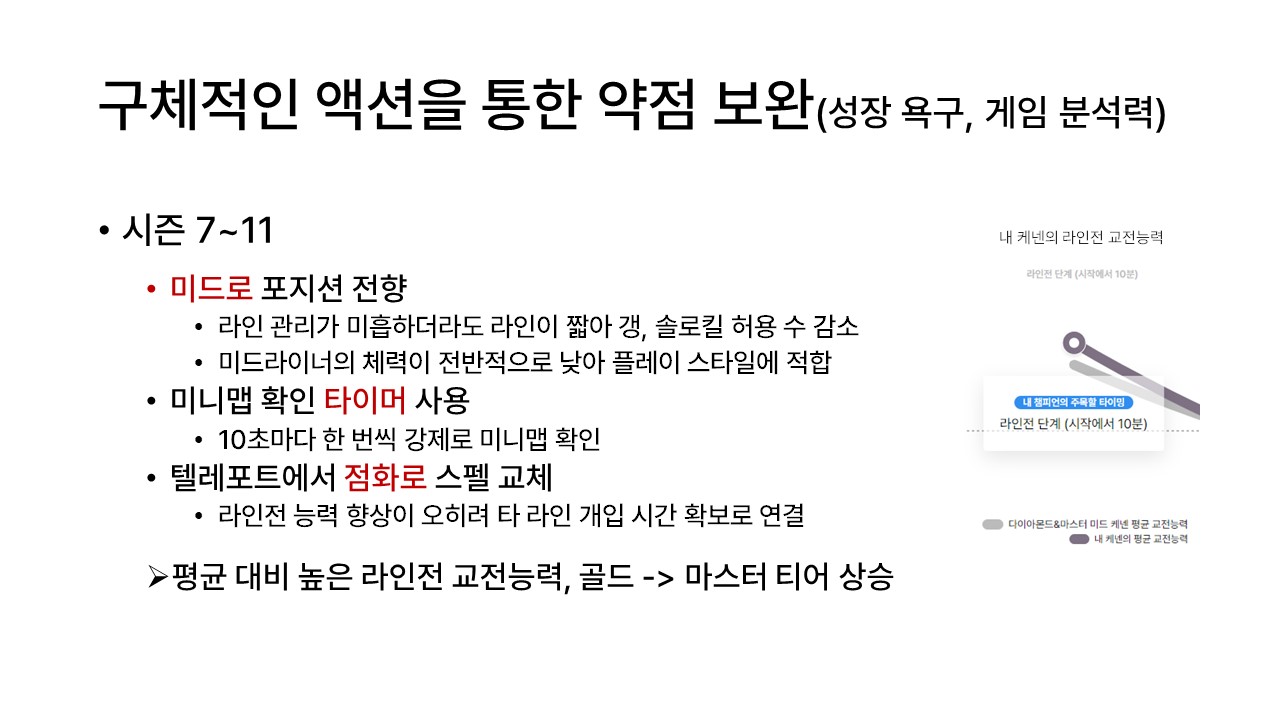 구체적인 액션을 통한 약점 보완(성장 욕구, 게임 분석력)
• 시즌 7~11
• 미드로 포지션 전향
• 라인 관리가 미흡하더라도 라인이 짧아 갱, 솔로킬 허용 수 감소
• 미드라이너의 체력이 전반적으로 낮아 플레이 스타일에 적합
• 미니맵 확인 타이머 사용
• 10초마다 한 번씩 강제로 미니맵 확인
• 텔레포트에서 점화로 스펠 교체
• 라인전 능력 향상이 오히려 타 라인 개입 시간 확보로 연결
➢평균 대비 높은 라인전 교전능력, 골드 -> 마스터 티어 상승
내 케넨의 라인전 교전능력
라인전 단계 (시작에서 10분)
내 챔피언의 주목할 타이밍
라인전 단계 (시작에서 10분)
다이아몬드&마스터 미드 케넨 평균 교전능력
내 케넨의 평균 교전능력